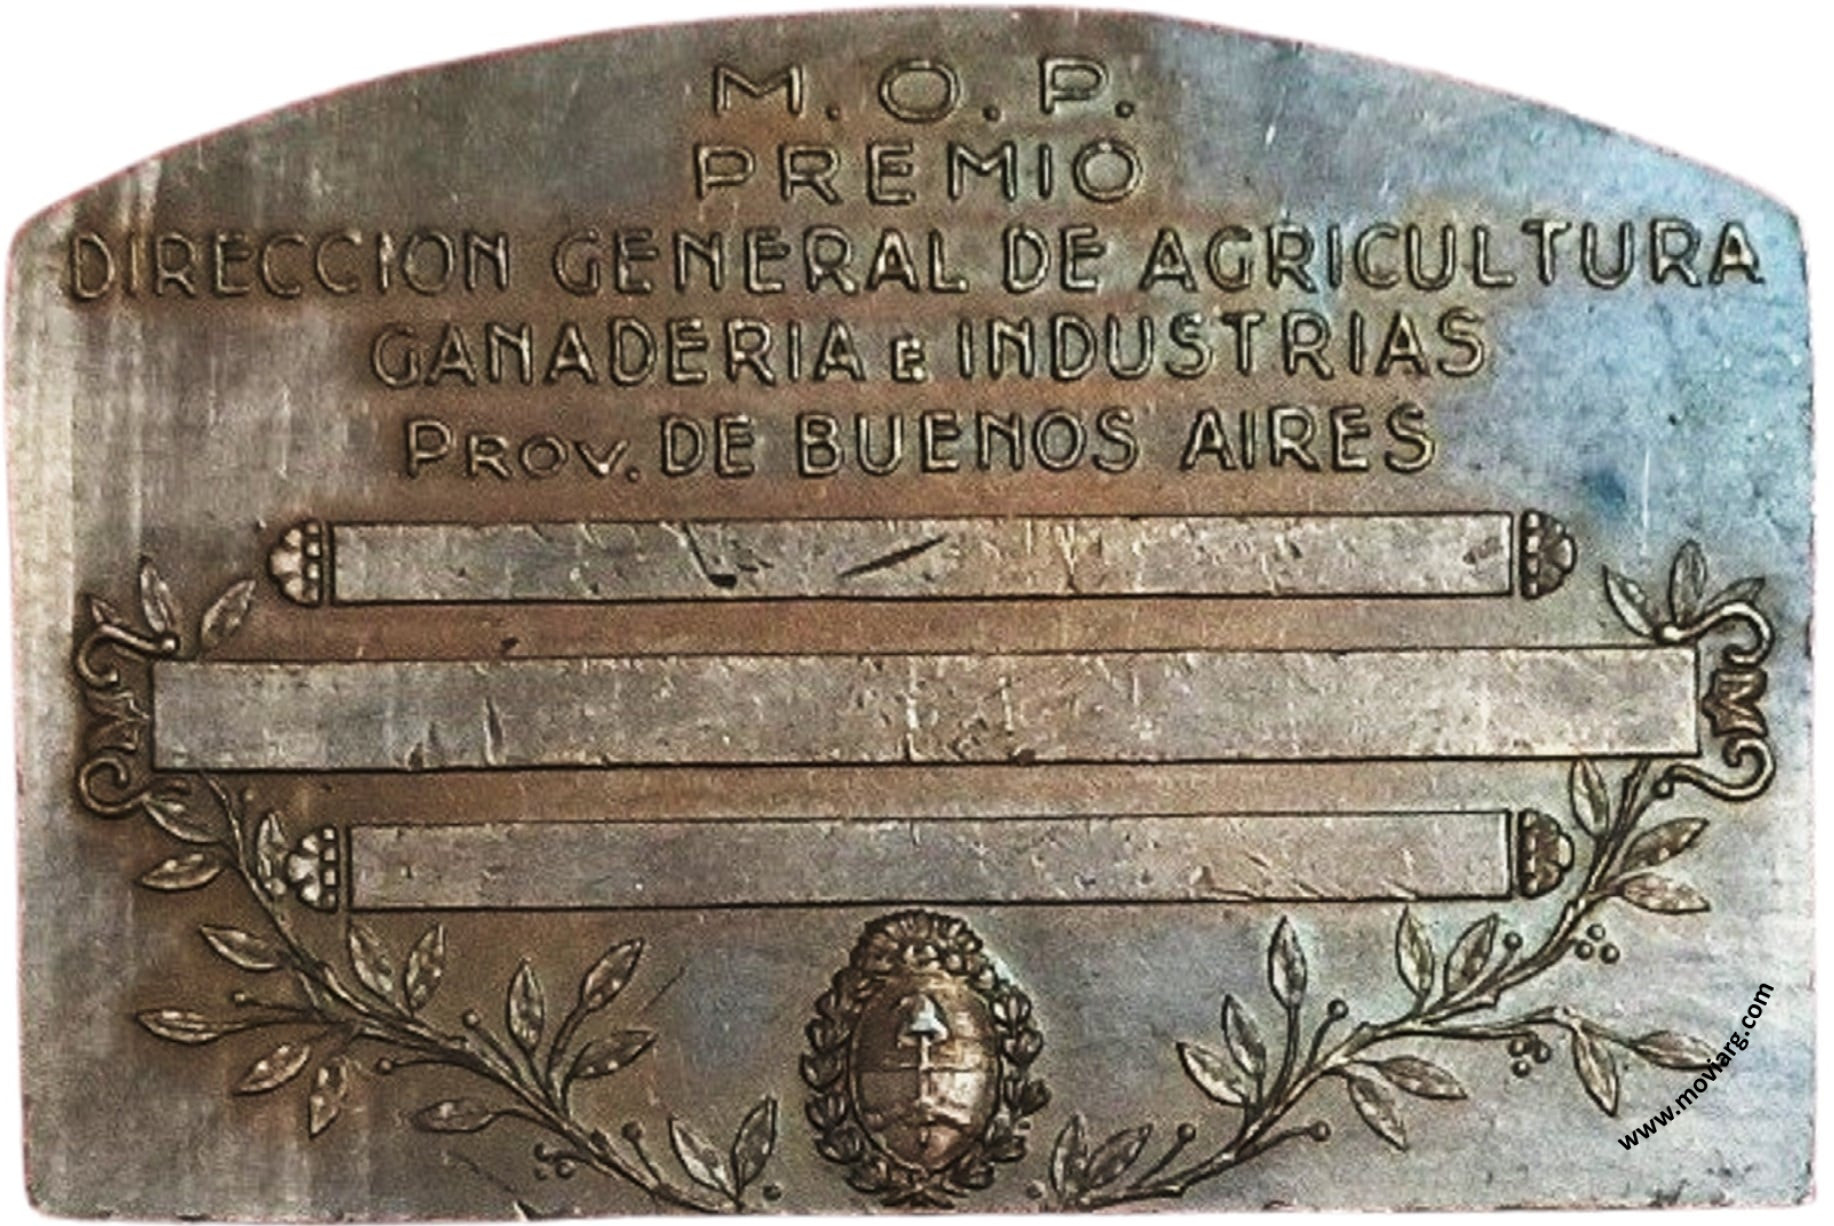 M. O. P.
PREMIO
DIRECCION GENERAL DE AGRICULTURA
GANADERIA E INDUSTRIAS
PROV. DE BUENOS AIRES
www.moviarg.com